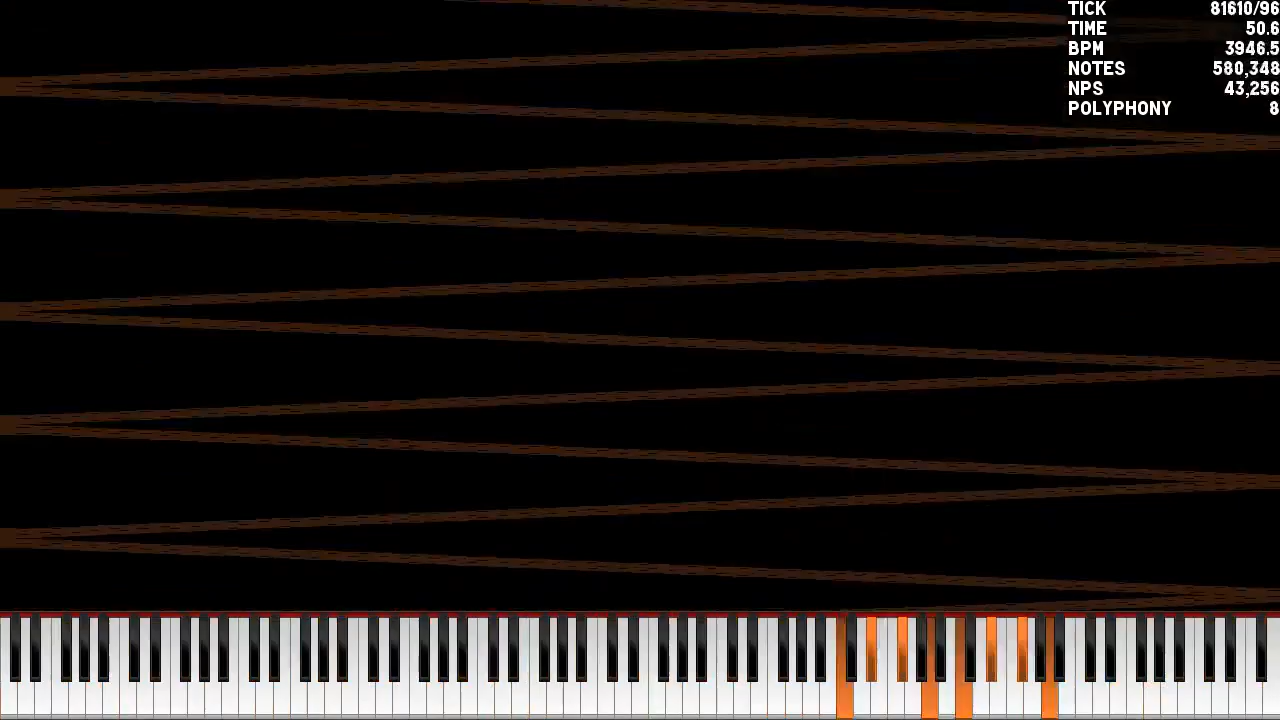 TICK 81610/96
TIME 50.6
BPM 3946.5
NOTES 580,348
NPS 43,256
POLYPHONY 8